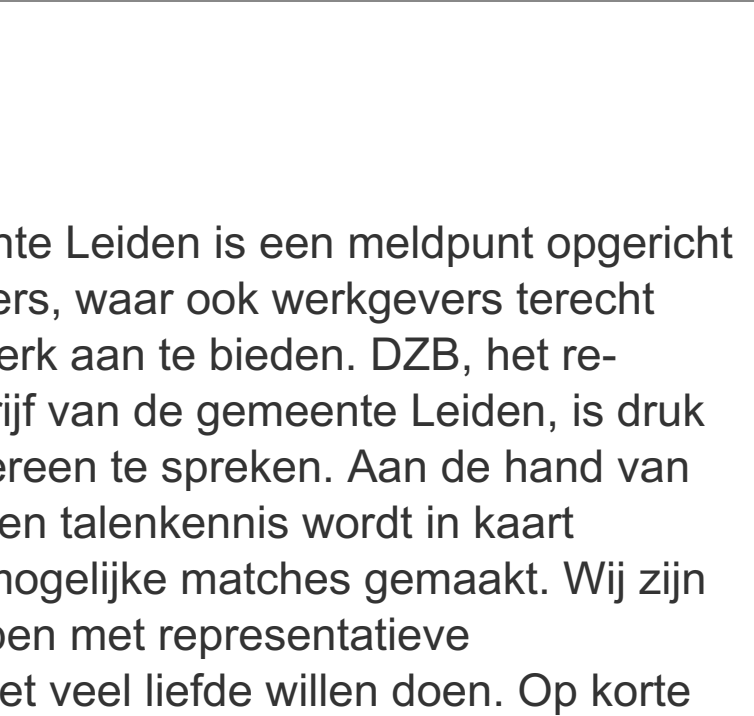 nte Leiden is een meldpunt opgericht
ers, waar ook werkgevers terecht
erk aan te bieden. DZB, het re-
rijf van de gemeente Leiden, is druk
ereen te spreken. Aan de hand van
en talenkennis wordt in kaart
mogelijke matches gemaakt. Wij zijn
pen met representatieve
et veel liefde willen doen. Op korte